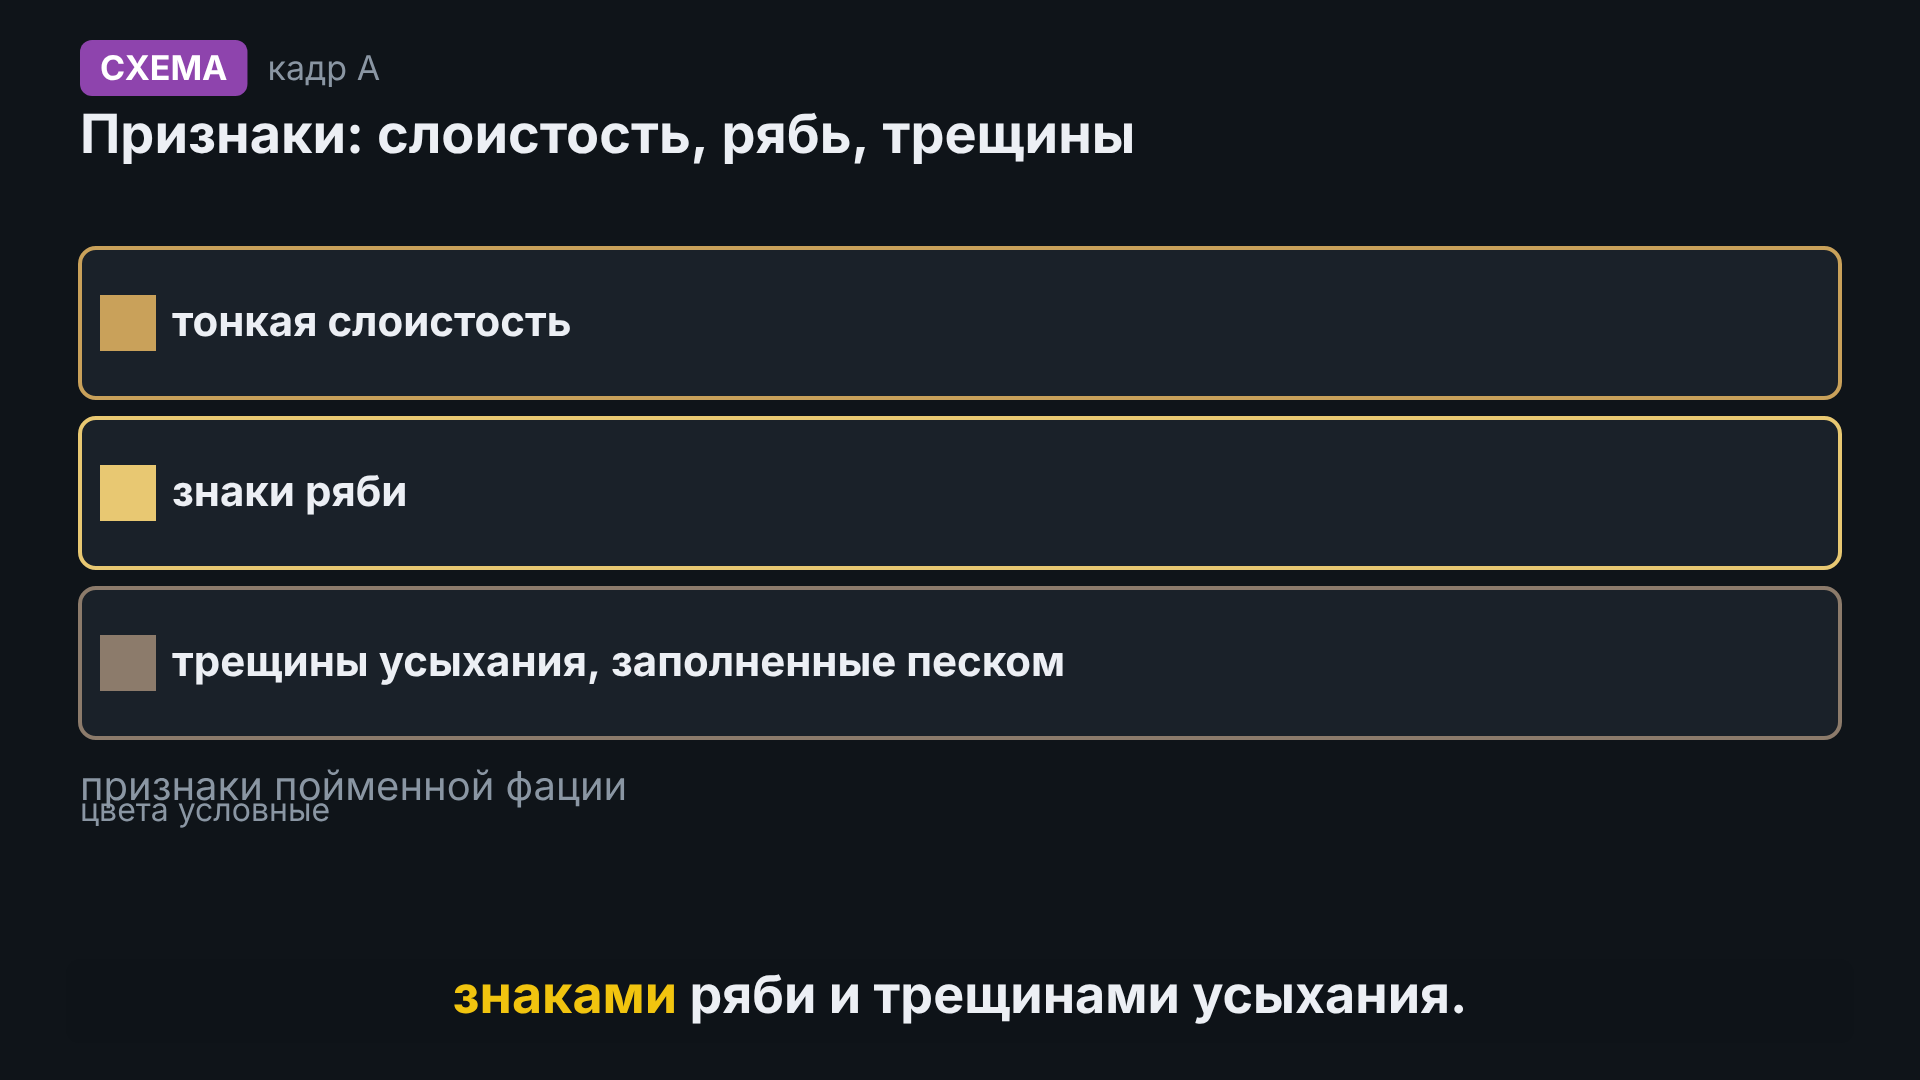 СХЕМА кадр А
Признаки: слоистость, рябь, трещины
тонкая слоистость
знаки ряби
трещины усыхания, заполненные песком
признаки пойменной фации
цвета условные
знаками ряби и трещинами усыхания.